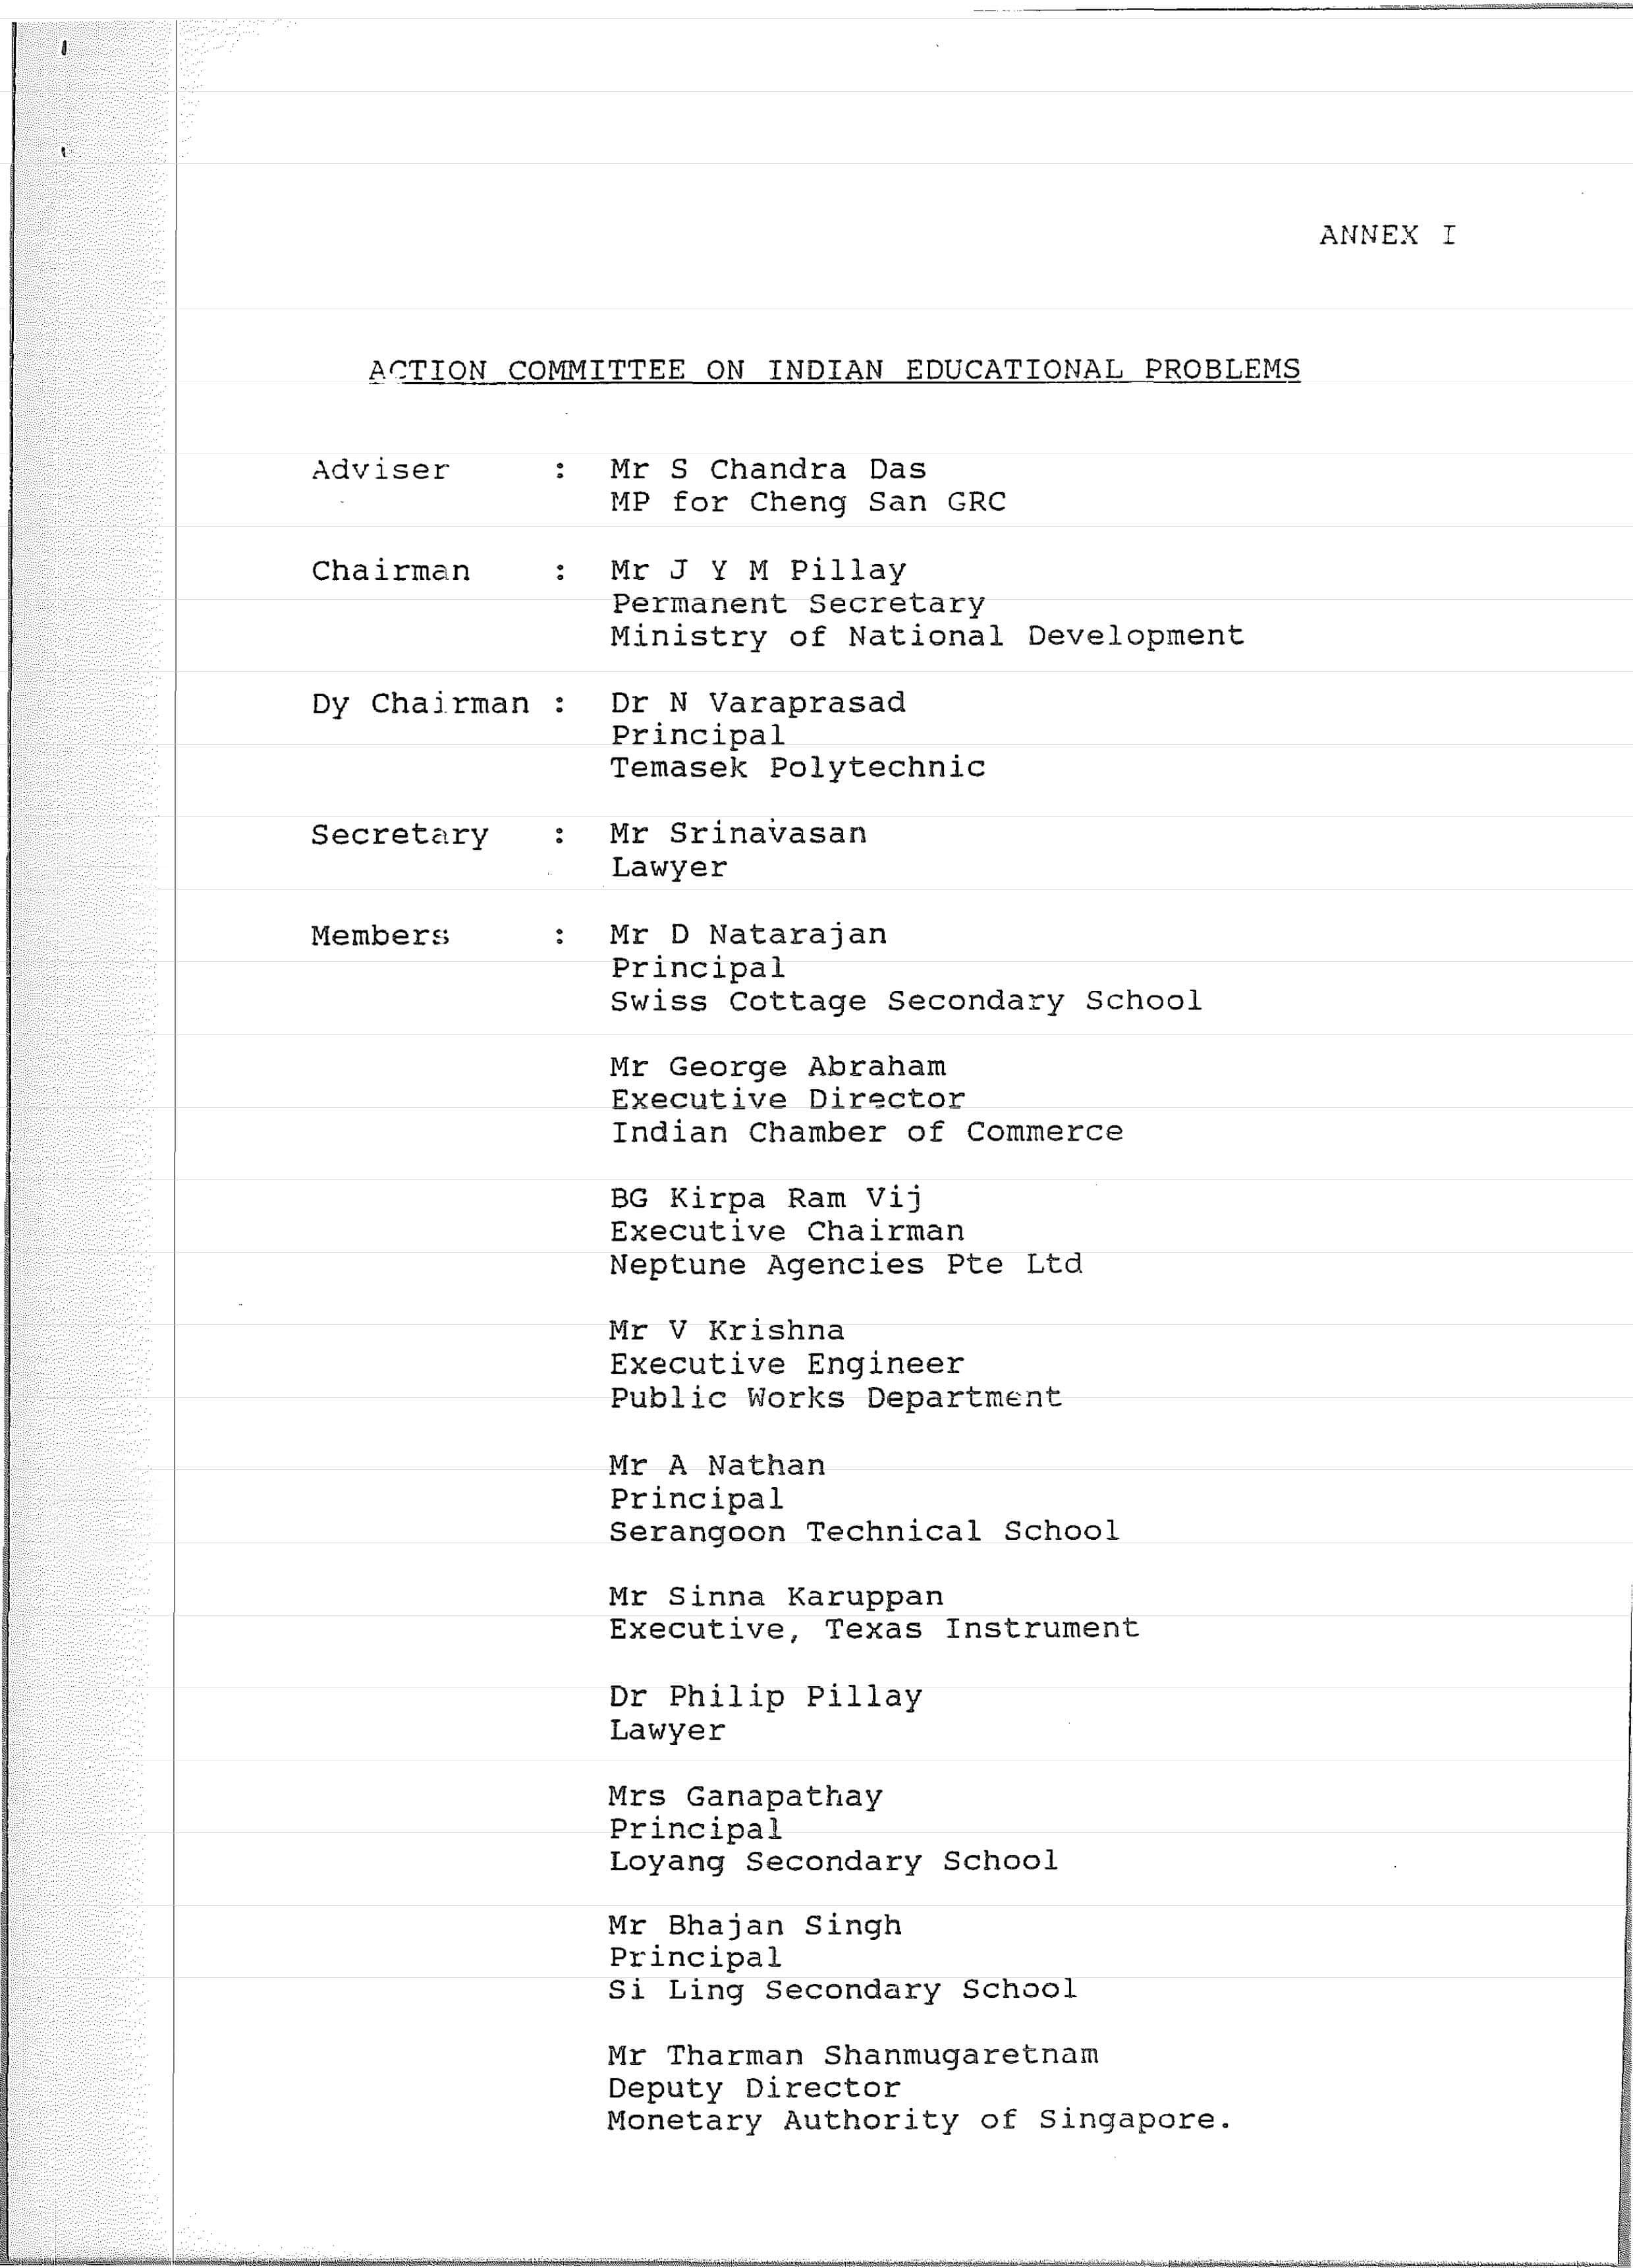 ANNEX I
ACTION COMMITTEE ON INDIAN EDUCATIONAL PROBLEMS
Adviser : Mr S Chandra Das
MP for Cheng San GRC
Chairman : Mr J Y M Pillay
Permanent Secretary
Ministry of National Development
Dy Chairman : Dr N Varaprasad
Principal
Temasek Polytechnic
Secretary : Mr Srinavasan
Lawyer
Members : Mr D Natarajan
Principal
Swiss Cottage Secondary School
Mr George Abraham
Executive Director
Indian Chamber of Commerce
BG Kirpa Ram Vij
Executive Chairman
Neptune Agencies Pte Ltd
Mr V Krishna
Executive Engineer
Public Works Department
Mr A Nathan
Principal
Serangoon Technical School
Mr Sinna Karuppan
Executive, Texas Instrument
Dr Philip Pillay
Lawyer
Mrs Ganapathay
Principal
Loyang Secondary School
Mr Bhajan Singh
Principal
Si Ling Secondary School
Mr Tharman Shanmugaretnam
Deputy Director
Monetary Authority of Singapore.